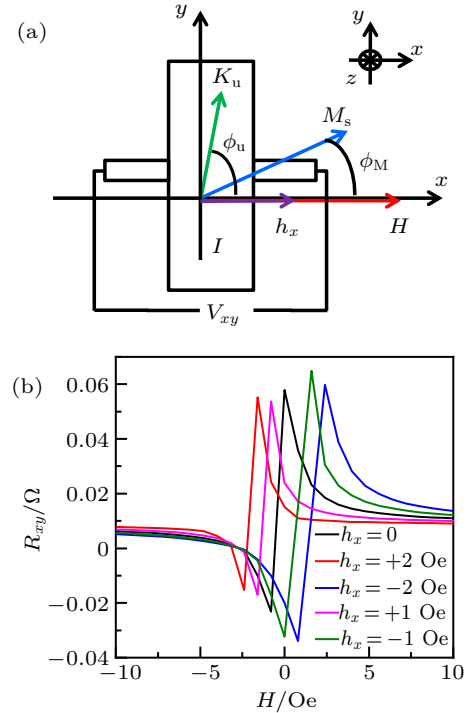 (a)
y
y
x
z
K_u
M_s
ϕ_u
ϕ_M
x
I
h_x
H
V_xy
(b)
0.06
0.04
0.02
0
−0.02
−0.04
R_xy/Ω
h_x = 0
h_x = +2 Oe
h_x = −2 Oe
h_x = +1 Oe
h_x = −1 Oe
−10 −5 0 5 10
H/Oe